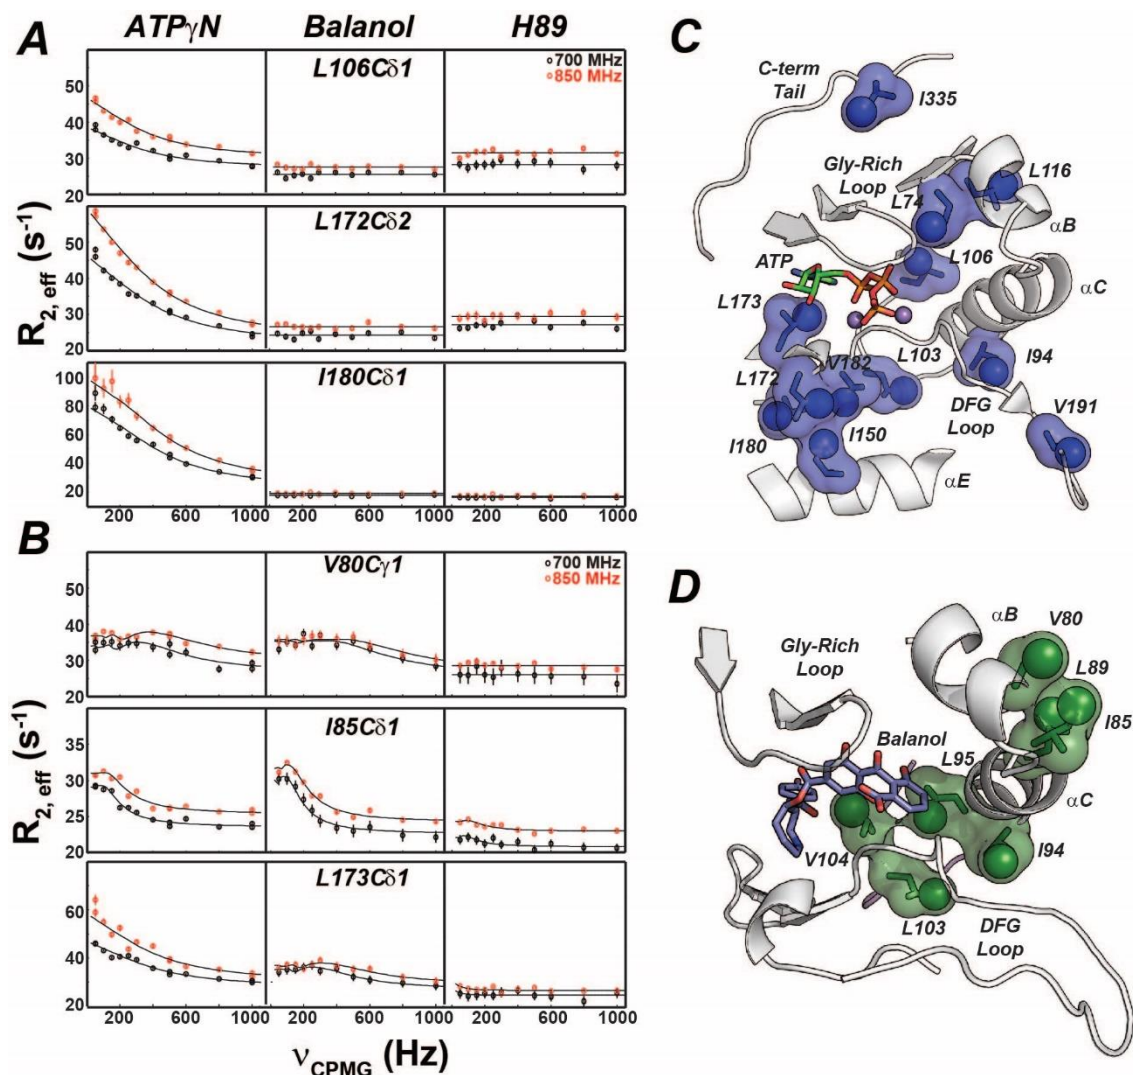 A
ATPγN
Balanol
H89
L106Cδ1
700 MHz
850 MHz
50
40
30
20
L172Cδ2
50
40
30
20
I180Cδ1
100
80
60
40
20
R2, eff (s-1)
200
600
1000
200
600
1000
200
600
1000
B
V80Cγ1
700 MHz
850 MHz
50
40
30
20
I85Cδ1
35
30
25
20
L173Cδ1
60
40
20
R2, eff (s-1)
200
600
1000
200
600
1000
200
600
1000
νCPMG (Hz)
C
C-term
Tail
I335
Gly-Rich
Loop
L74
L116
αB
L106
ATP
αC
L173
L103
I94
V182
L172
DFG
Loop
V191
I180
I150
αE
D
αB
V80
Gly-Rich
Loop
L89
I85
Balanol
L95
αC
V104
I94
L103
DFG
Loop